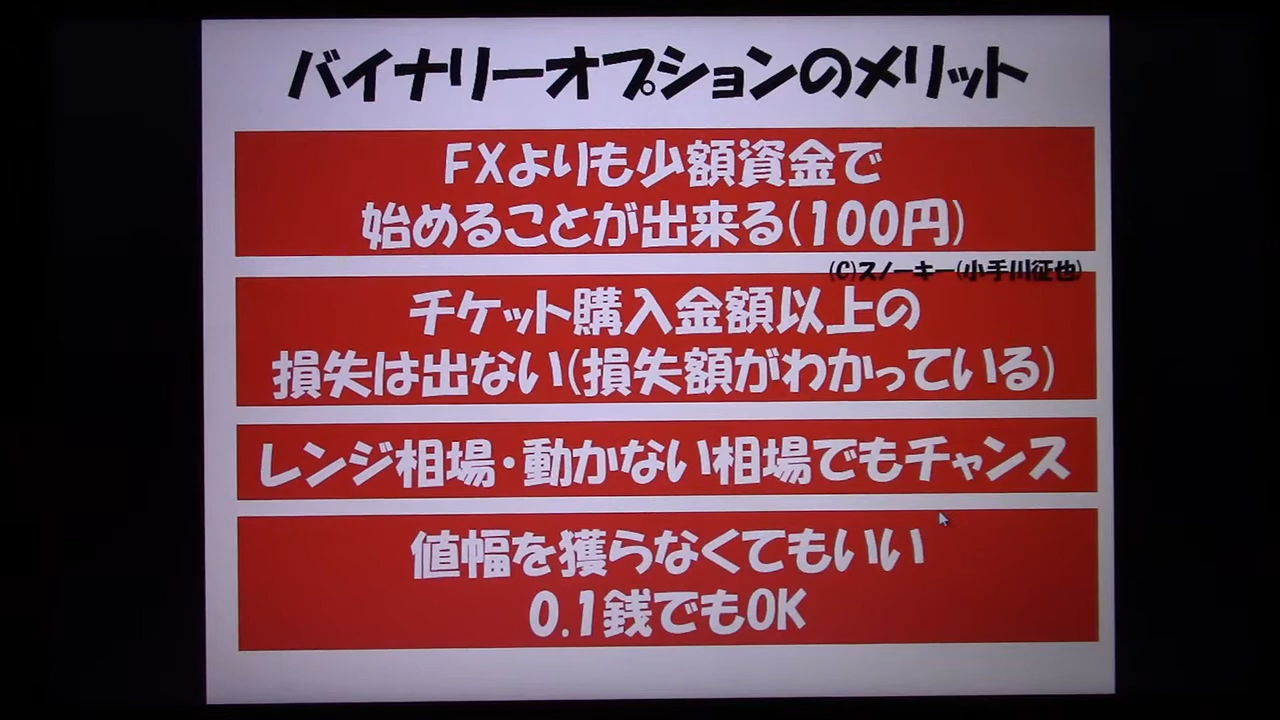 バイナリーオプションのメリット
FXよりも少額資金で
始めることが出来る(100円)
(C)スノーキー(小手川征也)
チケット購入金額以上の
損失は出ない(損失額がわかっている)
レンジ相場・動かない相場でもチャンス
値幅を獲らなくてもいい
0.1銭でもOK